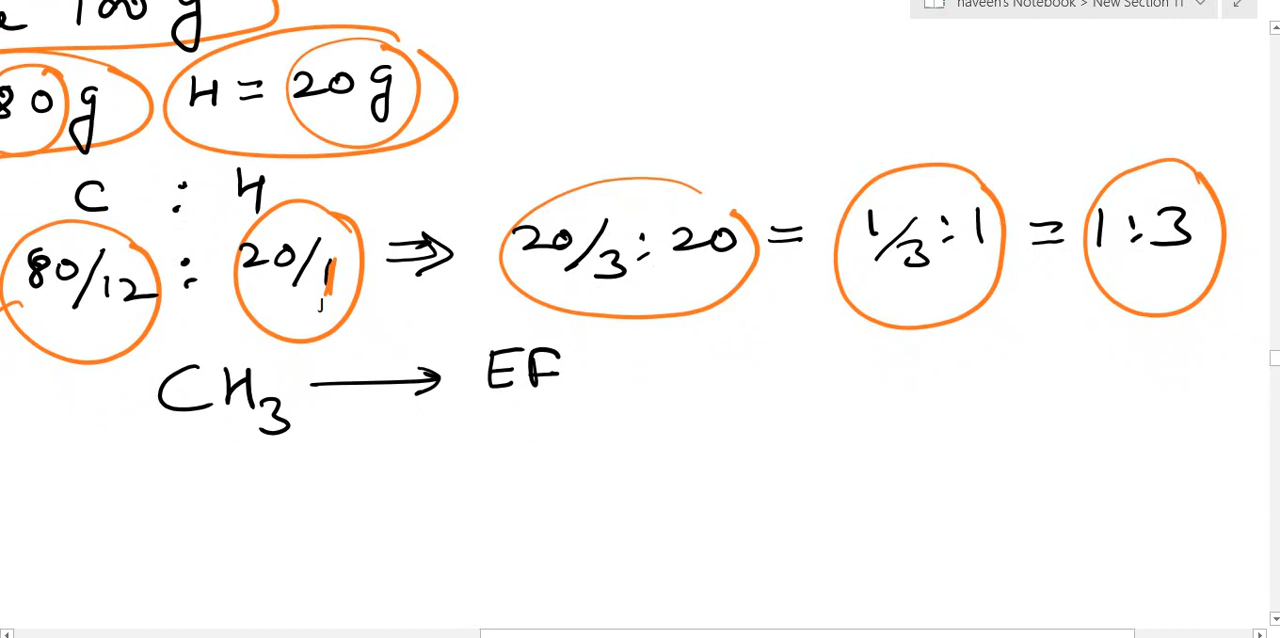 naveen's Notebook > New Section 11
100 g
80 g H = 20 g
C : H
80/12 : 20/1 ⇒ 20/3 : 20 = 1/3 : 1 = 1 : 3
CH3 → EF